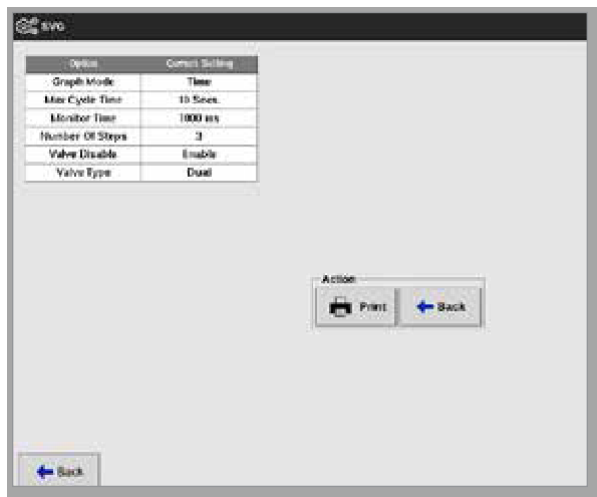 SVG
Option Current Setting
Graph Mode Time
Max Cycle Time 10 Secs.
Monitor Time 1000 ms
Number Of Steps 3
Valve Disable Enable
Valve Type Dual
Action
Print Back
Back